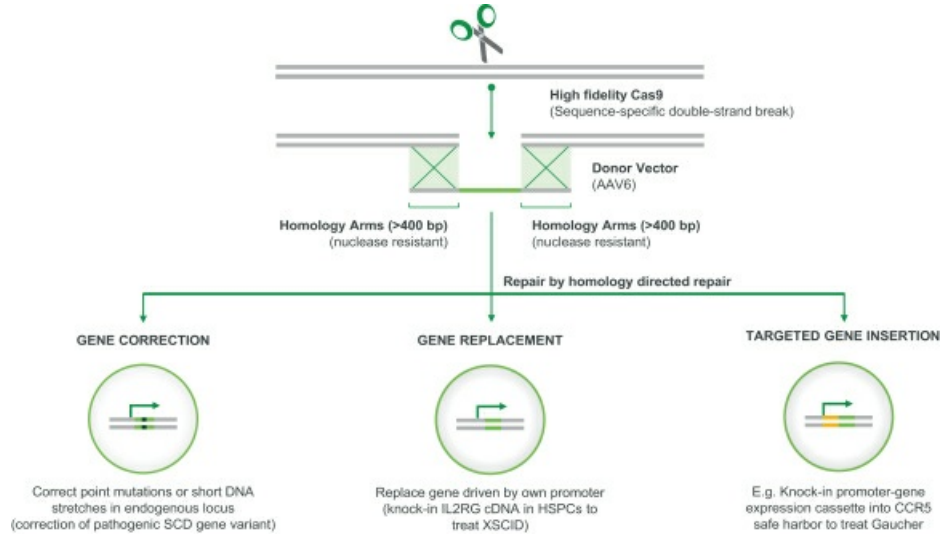 High fidelity Cas9
(Sequence-specific double-strand break)
Donor Vector
(AAV6)
Homology Arms (>400 bp)
(nuclease resistant)
Homology Arms (>400 bp)
(nuclease resistant)
Repair by homology directed repair
GENE CORRECTION
GENE REPLACEMENT
TARGETED GENE INSERTION
Correct point mutations or short DNA
stretches in endogenous locus
(correction of pathogenic SCD gene variant)
Replace gene driven by own promoter
(knock-in IL2RG cDNA in HSPCs to
treat XSCID)
E.g. Knock-in promoter-gene
expression cassette into CCR5
safe harbor to treat Gaucher